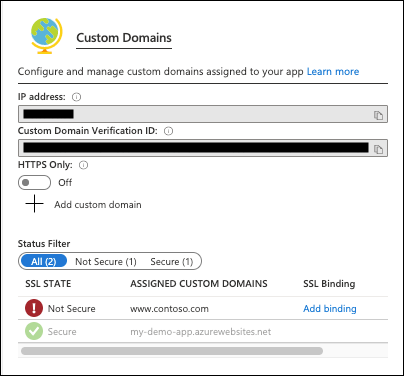 Custom Domains
Configure and manage custom domains assigned to your app Learn more
IP address:
Custom Domain Verification ID:
HTTPS Only:
Off
Add custom domain
Status Filter
All (2) Not Secure (1) Secure (1)
SSL STATE ASSIGNED CUSTOM DOMAINS SSL Binding
Not Secure www.contoso.com Add binding
Secure my-demo-app.azurewebsites.net